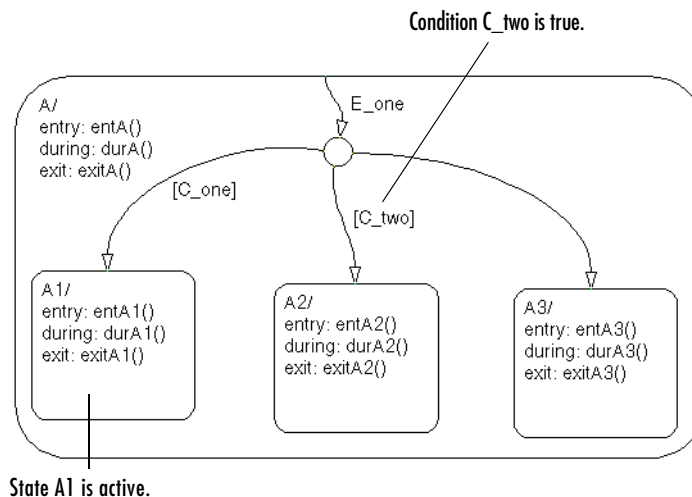 Condition C_two is true.
E_one
A/
entry: entA()
during: durA()
exit: exitA()
[C_one]
[C_two]
A1/
entry: entA1()
during: durA1()
exit: exitA1()
A2/
entry: entA2()
during: durA2()
exit: exitA2()
A3/
entry: entA3()
during: durA3()
exit: exitA3()
State A1 is active.